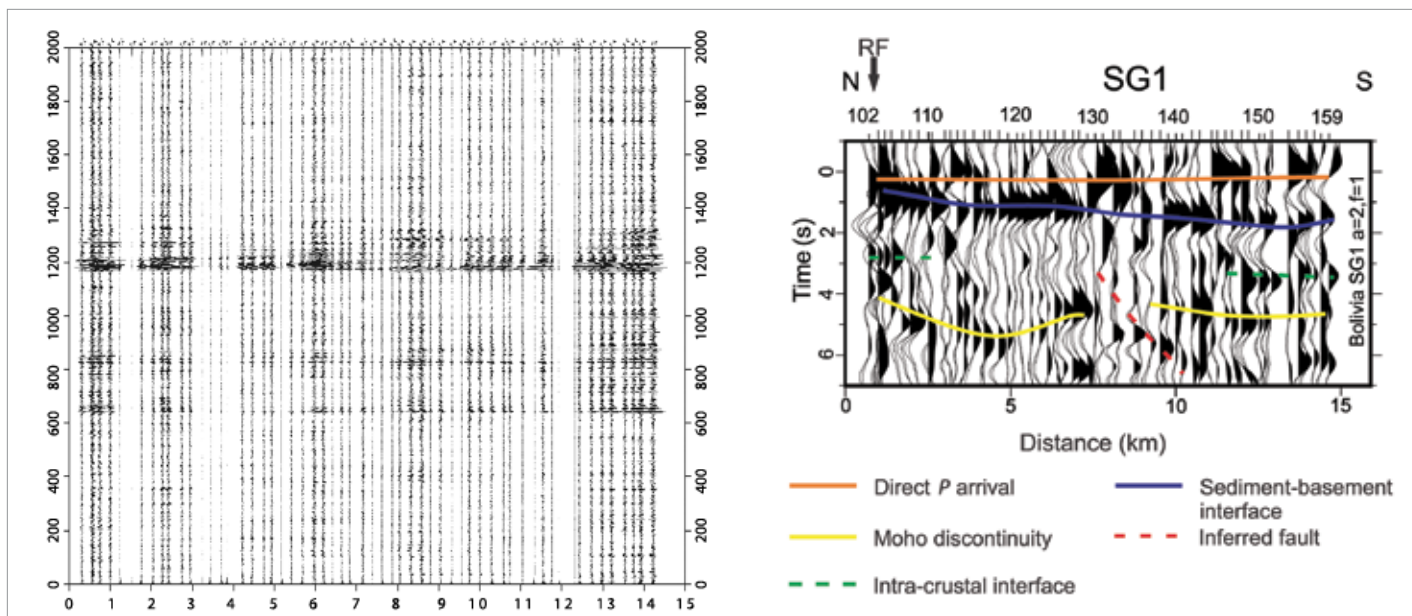 2000
1800
1600
1400
1200
1000
800
600
400
200
0
2000
1800
1600
1400
1200
1000
800
600
400
200
0
0 1 2 3 4 5 6 7 8 9 10 11 12 13 14 15
RF
N SG1 S
102 110 120 130 140 150 159
Time (s)
0
2
4
6
Bolivia SG1 a=2,f=1
0 5 10 15
Distance (km)
Direct P arrival
Sediment-basement
interface
Moho discontinuity
Inferred fault
Intra-crustal interface